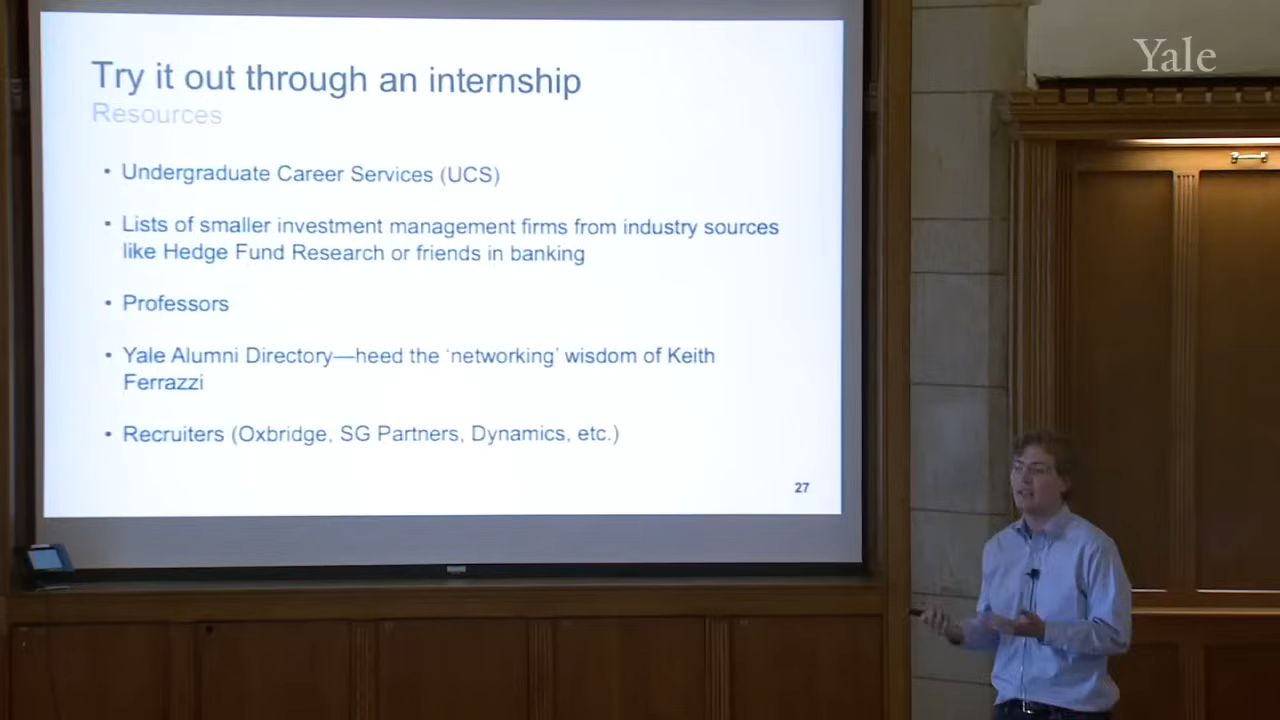 Yale
Try it out through an internship
Resources
• Undergraduate Career Services (UCS)
• Lists of smaller investment management firms from industry sources
like Hedge Fund Research or friends in banking
• Professors
• Yale Alumni Directory—heed the ‘networking’ wisdom of Keith
Ferrazzi
• Recruiters (Oxbridge, SG Partners, Dynamics, etc.)
27